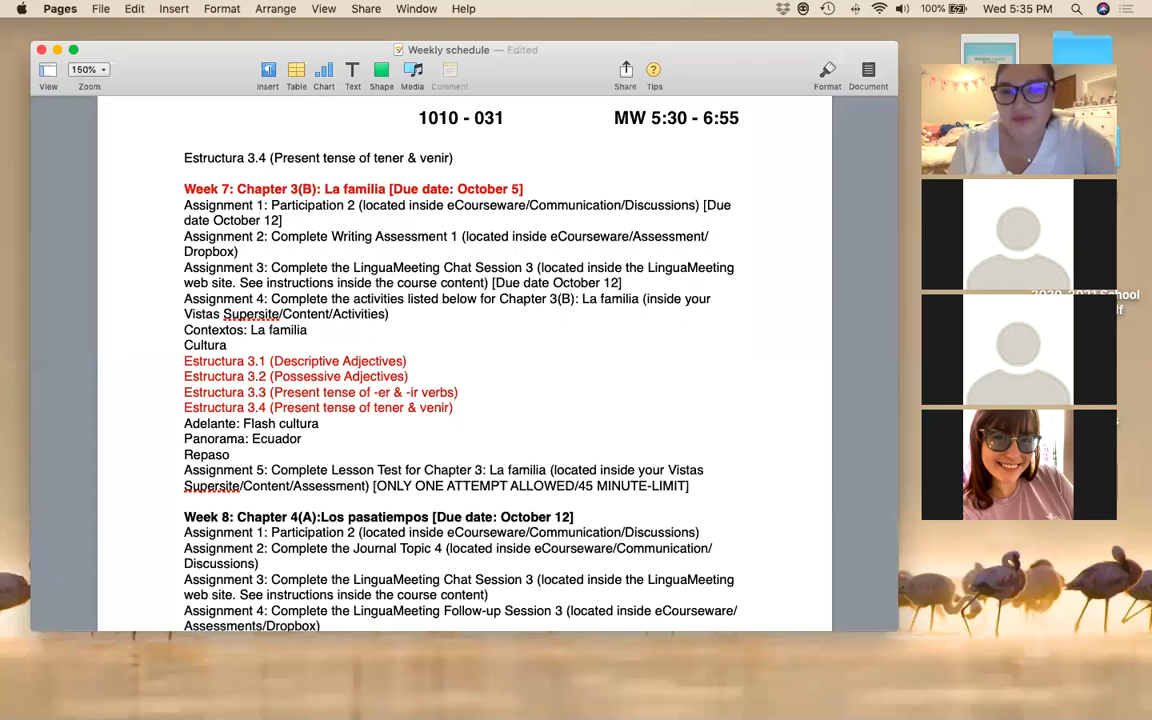 Pages File Edit Insert Format Arrange View Share Window Help 100% Wed 5:35 PM
Weekly schedule — Edited
150%
View Zoom Insert Table Chart Text Shape Media Comment Share Tips Format Document
1010 - 031 MW 5:30 - 6:55
Estructura 3.4 (Present tense of tener & venir)
Week 7: Chapter 3(B): La familia [Due date: October 5]
Assignment 1: Participation 2 (located inside eCourseware/Communication/Discussions) [Due
date October 12]
Assignment 2: Complete Writing Assessment 1 (located inside eCourseware/Assessment/
Dropbox)
Assignment 3: Complete the LinguaMeeting Chat Session 3 (located inside the LinguaMeeting
web site. See instructions inside the course content) [Due date October 12]
Assignment 4: Complete the activities listed below for Chapter 3(B): La familia (inside your
Vistas Supersite/Content/Activities)
Contextos: La familia
Cultura
Estructura 3.1 (Descriptive Adjectives)
Estructura 3.2 (Possessive Adjectives)
Estructura 3.3 (Present tense of -er & -ir verbs)
Estructura 3.4 (Present tense of tener & venir)
Adelante: Flash cultura
Panorama: Ecuador
Repaso
Assignment 5: Complete Lesson Test for Chapter 3: La familia (located inside your Vistas
Supersite/Content/Assessment) [ONLY ONE ATTEMPT ALLOWED/45 MINUTE-LIMIT]
Week 8: Chapter 4(A):Los pasatiempos [Due date: October 12]
Assignment 1: Participation 2 (located inside eCourseware/Communication/Discussions)
Assignment 2: Complete the Journal Topic 4 (located inside eCourseware/Communication/
Discussions)
Assignment 3: Complete the LinguaMeeting Chat Session 3 (located inside the LinguaMeeting
web site. See instructions inside the course content)
Assignment 4: Complete the LinguaMeeting Follow-up Session 3 (located inside eCourseware/
Assessments/Dropbox)
School